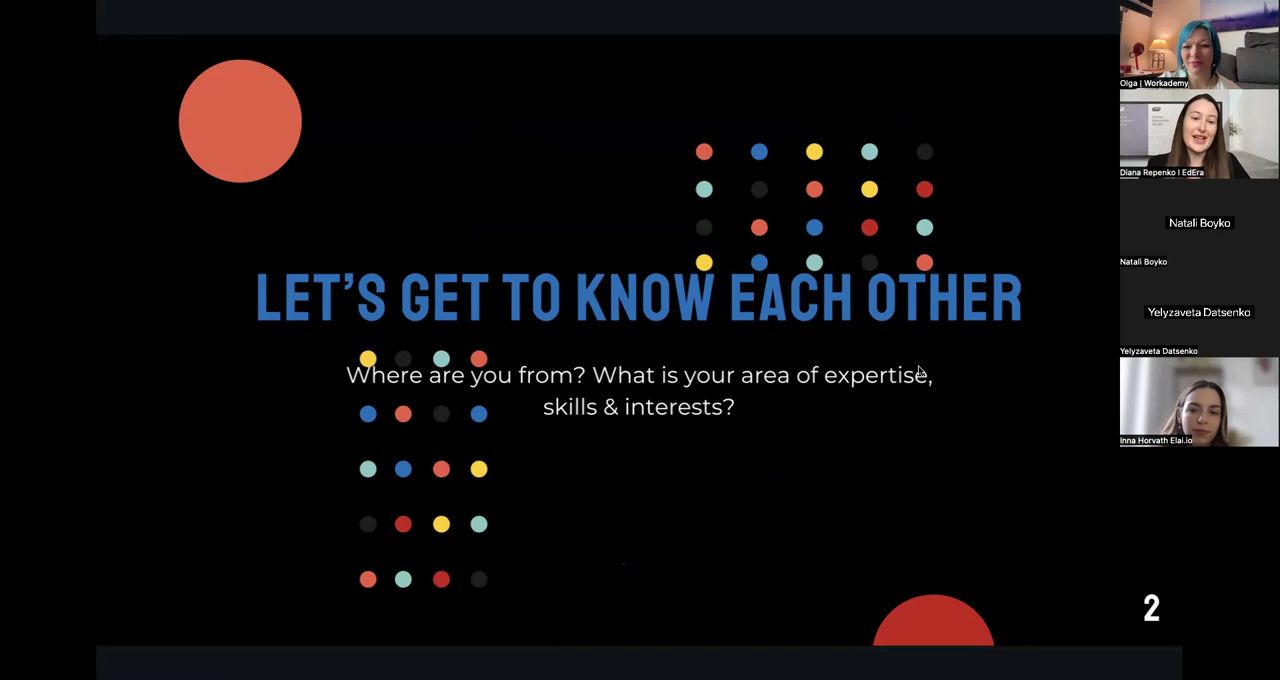 LET'S GET TO KNOW EACH OTHER
Where are you from? What is your area of expertise,
skills & interests?
2
Olga | Workademy
Diana Repenko I EdEra
Natali Boyko
Natali Boyko
Yelyzaveta Datsenko
Yelyzaveta Datsenko
Inna Horvath Elai.io